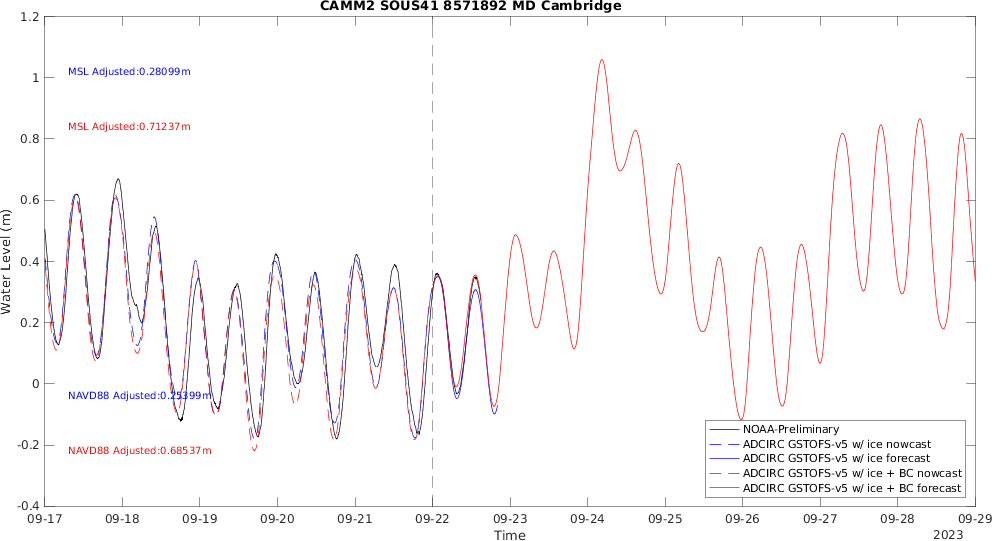 CAMM2 SOUS41 8571892 MD Cambridge
1.2
1
0.8
0.6
0.4
0.2
0
-0.2
-0.4
Water Level (m)
MSL Adjusted:0.28099m
MSL Adjusted:0.71237m
NAVD88 Adjusted:0.25399m
NAVD88 Adjusted:0.68537m
NOAA-Preliminary
ADCIRC GSTOFS-v5 w/ ice nowcast
ADCIRC GSTOFS-v5 w/ ice forecast
ADCIRC GSTOFS-v5 w/ ice + BC nowcast
ADCIRC GSTOFS-v5 w/ ice + BC forecast
09-17 09-18 09-19 09-20 09-21 09-22 09-23 09-24 09-25 09-26 09-27 09-28 09-29
Time
2023